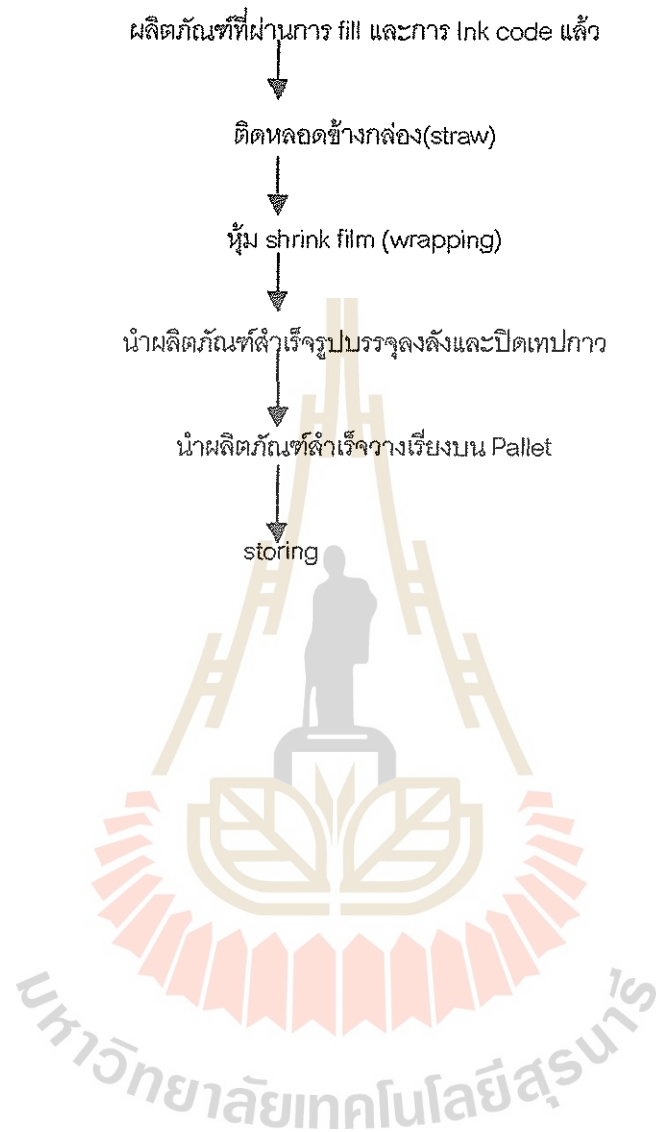 ผลิตภัณฑ์ที่ผ่านการ fill และการ Ink code แล้ว
ติดหลอดข้างกล่อง(straw)
หุ้ม shrink film (wrapping)
นำผลิตภัณฑ์สำเร็จรูปบรรจุลงลังและปิดเทปกาว
นำผลิตภัณฑ์สำเร็จวางเรียงบน Pallet
storing
มหาวิทยาลัยเทคโนโลยีสุรนารี